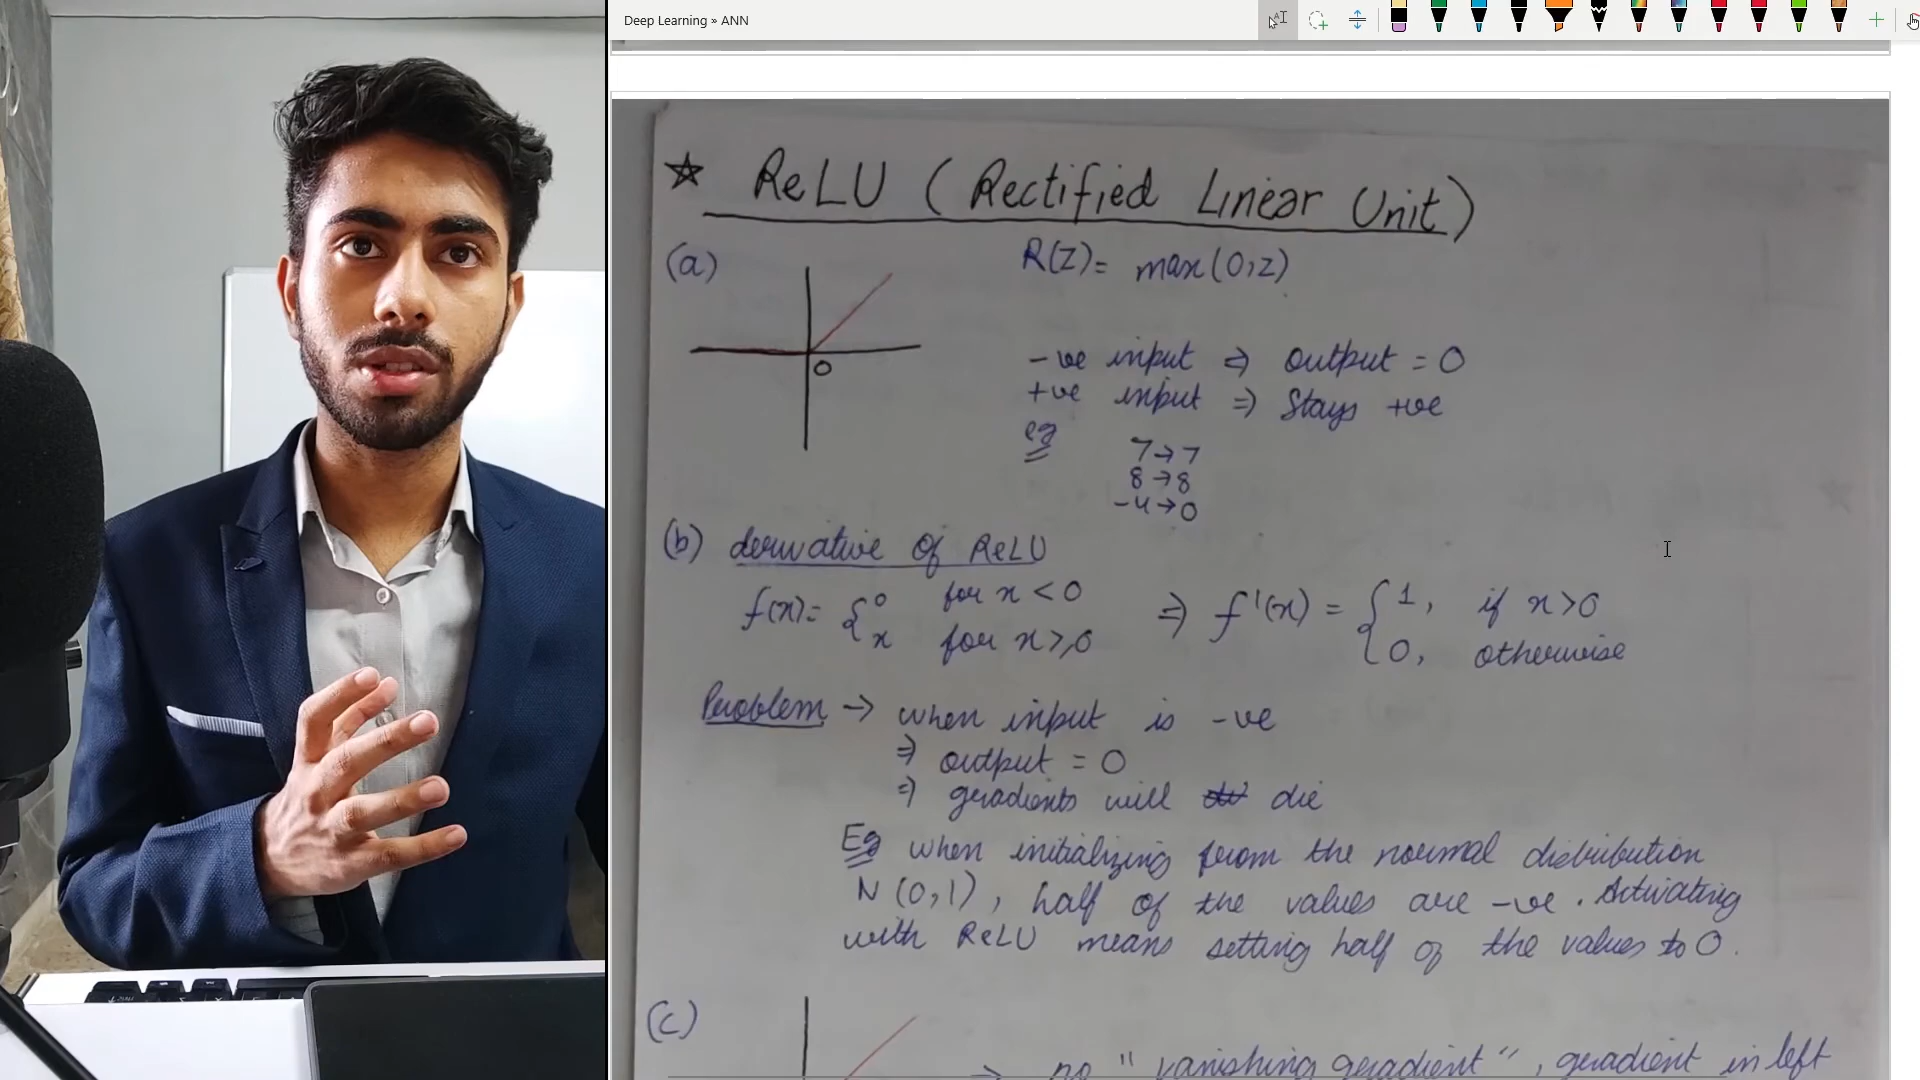 Deep Learning » ANN
☆ ReLU (Rectified Linear Unit)
(a)
R(z)= max(0,z)
0
-ve input ⇒ output = 0
+ve input ⇒ Stays +ve
eg
7→7
8→8
-4→0
(b) derivative of ReLU
f(x)= { 0 for x < 0
x for x ≥ 0
⇒ f'(x) = { 1, if x>0
0, otherwise
Problem → when input is -ve
⇒ output = 0
⇒ gradients will die
Eg when initializing from the normal distribution
N(0,1), half of the values are -ve. Activating
with ReLU means setting half of the values to 0.
(c)
→ no "vanishing gradient", gradient in left